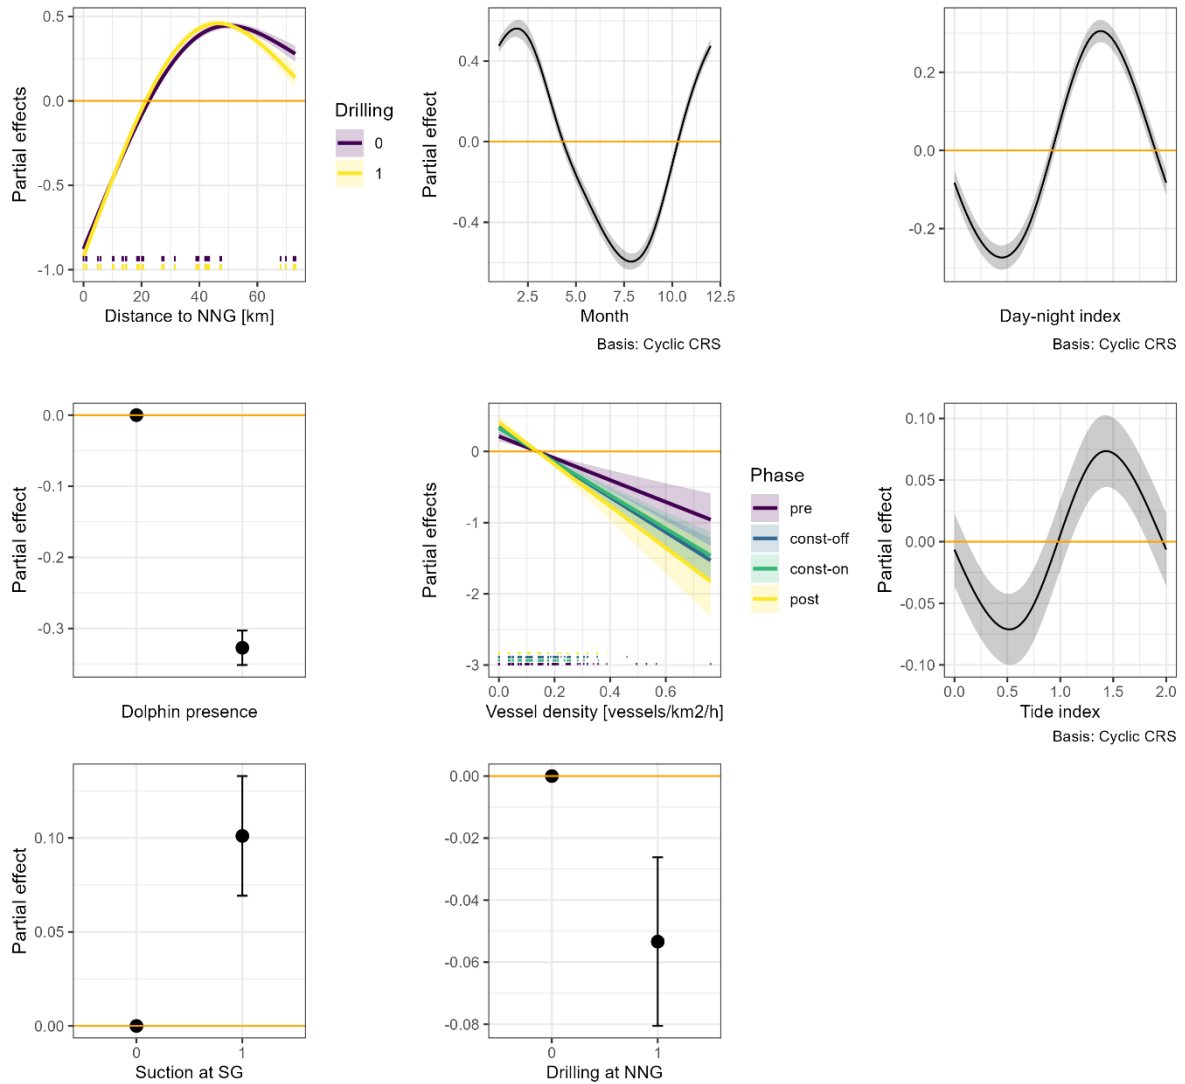 0.5
0.0
-0.5
-1.0
Partial effects
0
20
40
60
Distance to NNG [km]
Drilling
0
1
0.4
0.0
-0.4
Partial effect
2.5
5.0
7.5
10.0
12.5
Month
Basis: Cyclic CRS
0.2
0.0
-0.2
Partial effect
Day-night index
Basis: Cyclic CRS
0.0
-0.1
-0.2
-0.3
Partial effect
Dolphin presence
0
-1
-2
-3
Partial effects
0.0
0.2
0.4
0.6
Vessel density [vessels/km2/h]
Phase
pre
const-off
const-on
post
0.10
0.05
0.00
-0.05
-0.10
Partial effect
0.0
0.5
1.0
1.5
2.0
Tide index
Basis: Cyclic CRS
0.10
0.05
0.00
Partial effect
0
1
Suction at SG
0.00
-0.02
-0.04
-0.06
-0.08
Partial effect
0
1
Drilling at NNG